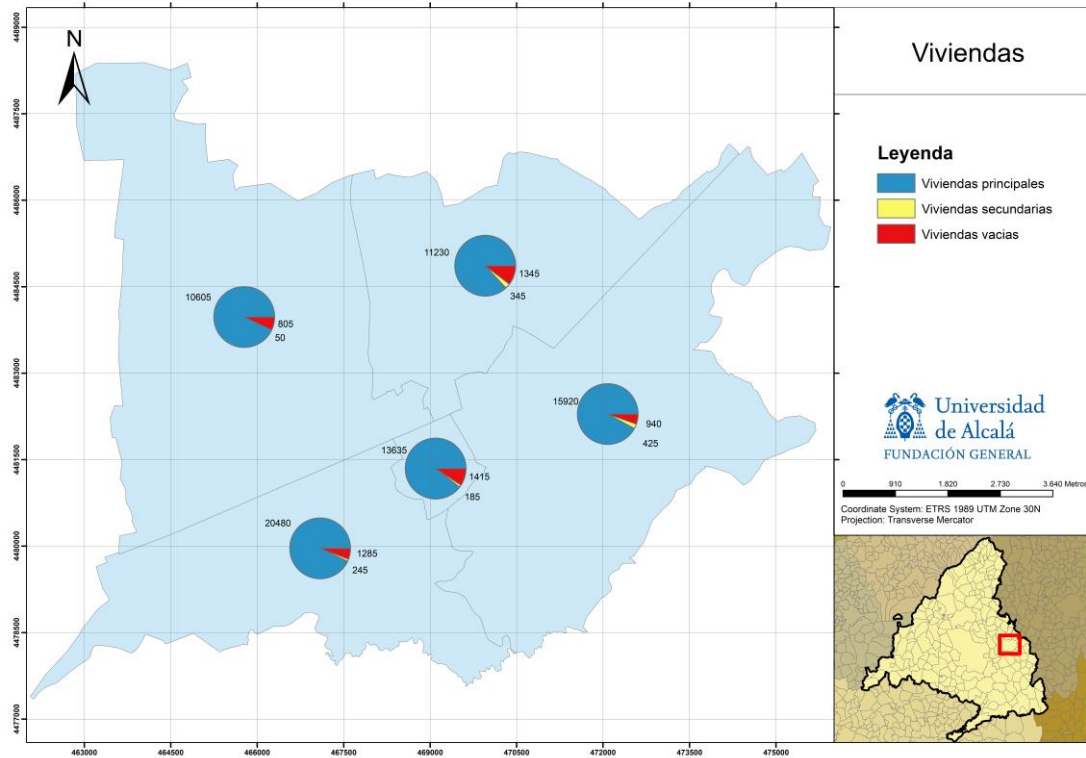 Viviendas
N
4489000
4487500
4486000
4484500
4483000
4481500
4480000
4478500
4477000
11230
1345
345
10605
805
50
15920
940
425
13635
1415
185
20480
1285
245
463000 464500 466000 467500 469000 470500 472000 473500 475000
Leyenda
Viviendas principales
Viviendas secundarias
Viviendas vacias
Universidad
de Alcalá
FUNDACIÓN GENERAL
0 910 1.820 2.730 3.640 Metros
Coordinate System: ETRS 1989 UTM Zone 30N
Projection: Transverse Mercator